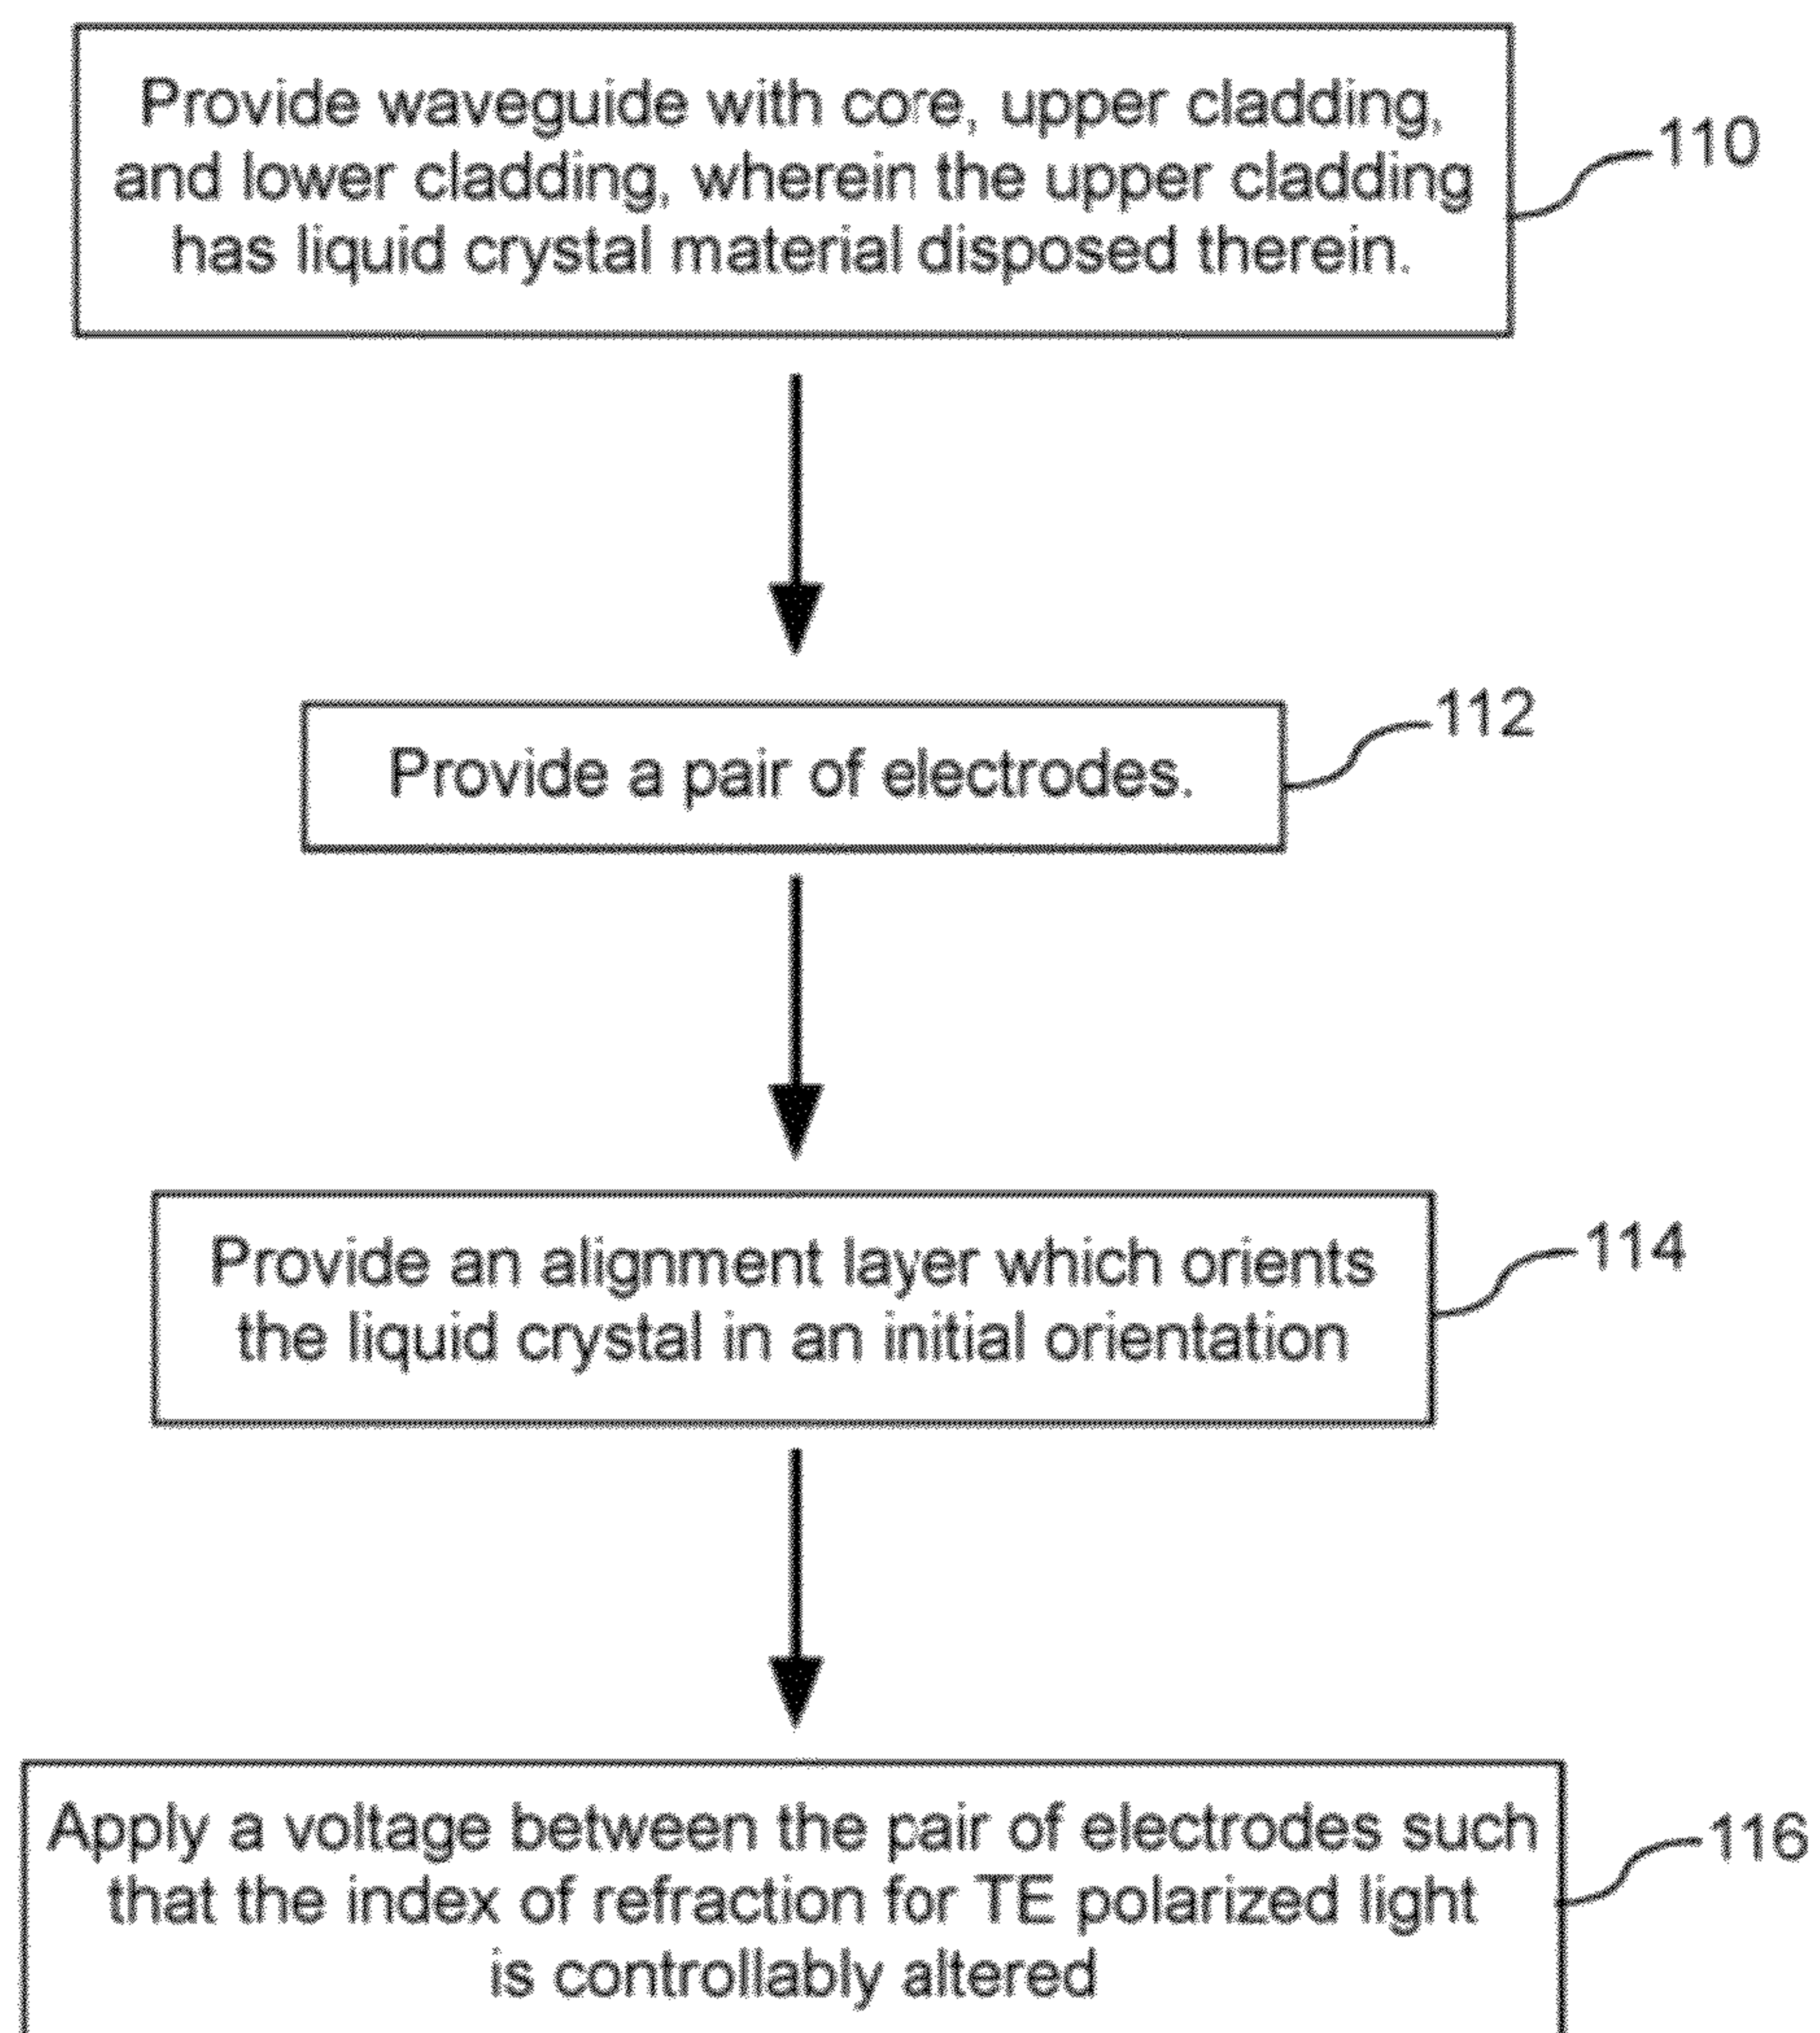 Provide waveguide with core, upper cladding,
and lower cladding, wherein the upper cladding
has liquid crystal material disposed therein.
110
Provide a pair of electrodes.
112
Provide an alignment layer which orients
the liquid crystal in an initial orientation
114
Apply a voltage between the pair of electrodes such
that the index of refraction for TE polarized light
is controllably altered
116